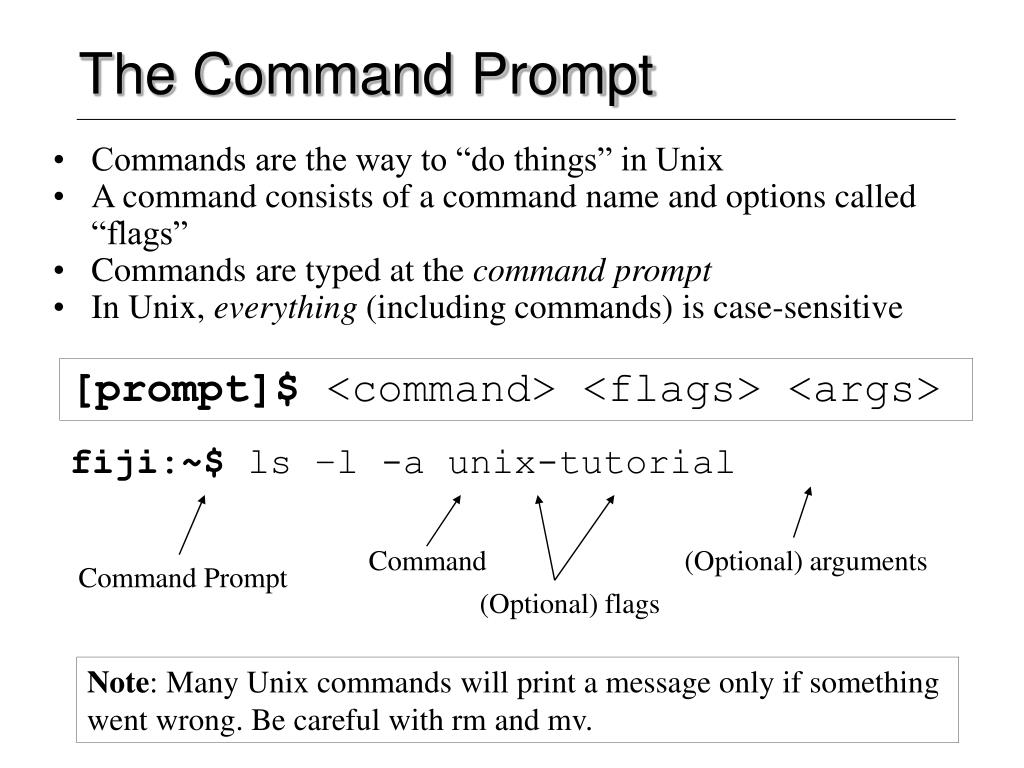 The Command Prompt
• Commands are the way to “do things” in Unix
• A command consists of a command name and options called
“flags”
• Commands are typed at the command prompt
• In Unix, everything (including commands) is case-sensitive
[prompt]$ <command> <flags> <args>
fiji:~$ ls –l -a unix-tutorial
Command Prompt
Command
(Optional) flags
(Optional) arguments
Note: Many Unix commands will print a message only if something
went wrong. Be careful with rm and mv.